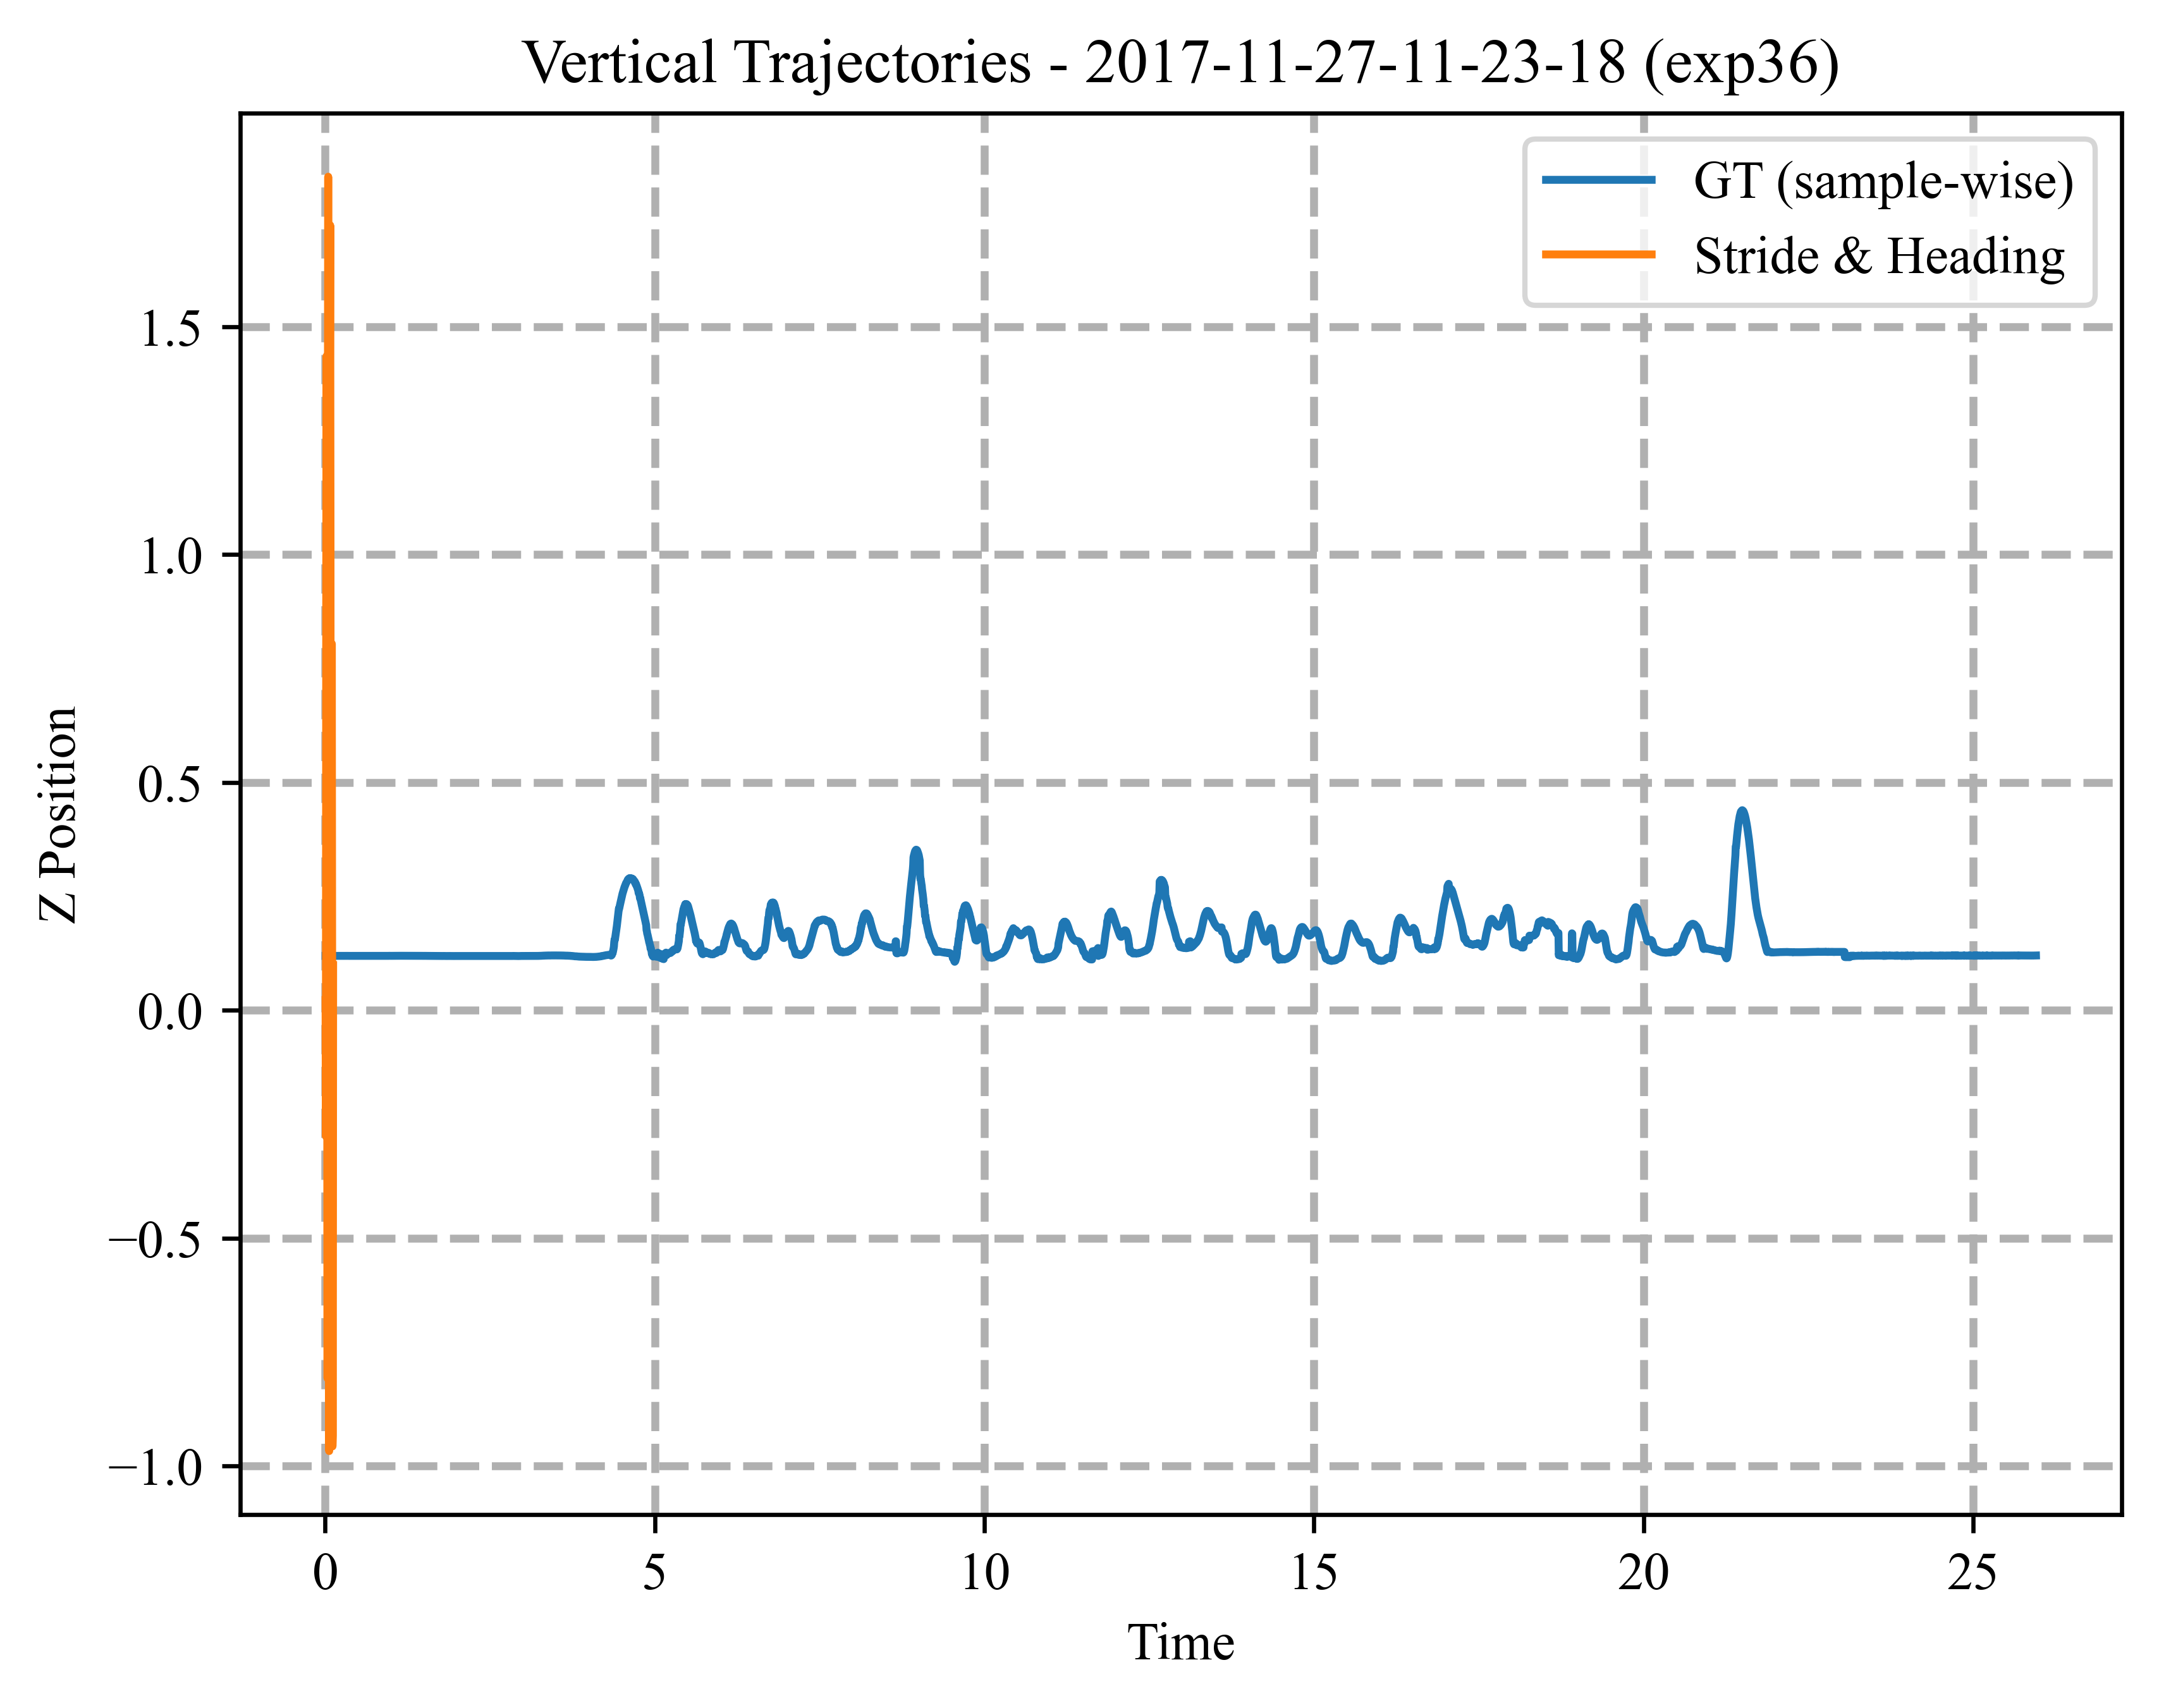 Vertical Trajectories - 2017-11-27-11-23-18 (exp36)
GT (sample-wise)
Stride & Heading
1.5
1.0
0.5
0.0
−0.5
−1.0
Z Position
0 5 10 15 20 25
Time